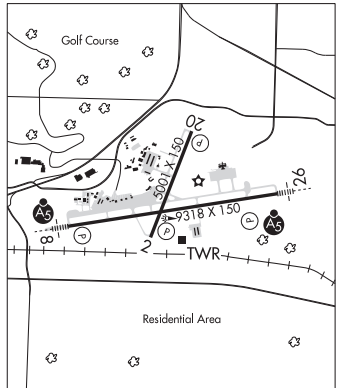 Golf Course
20
P
5001 X 150
26
A5
9318 X 150
P
A5
8
P
P
2
TWR
Residential Area